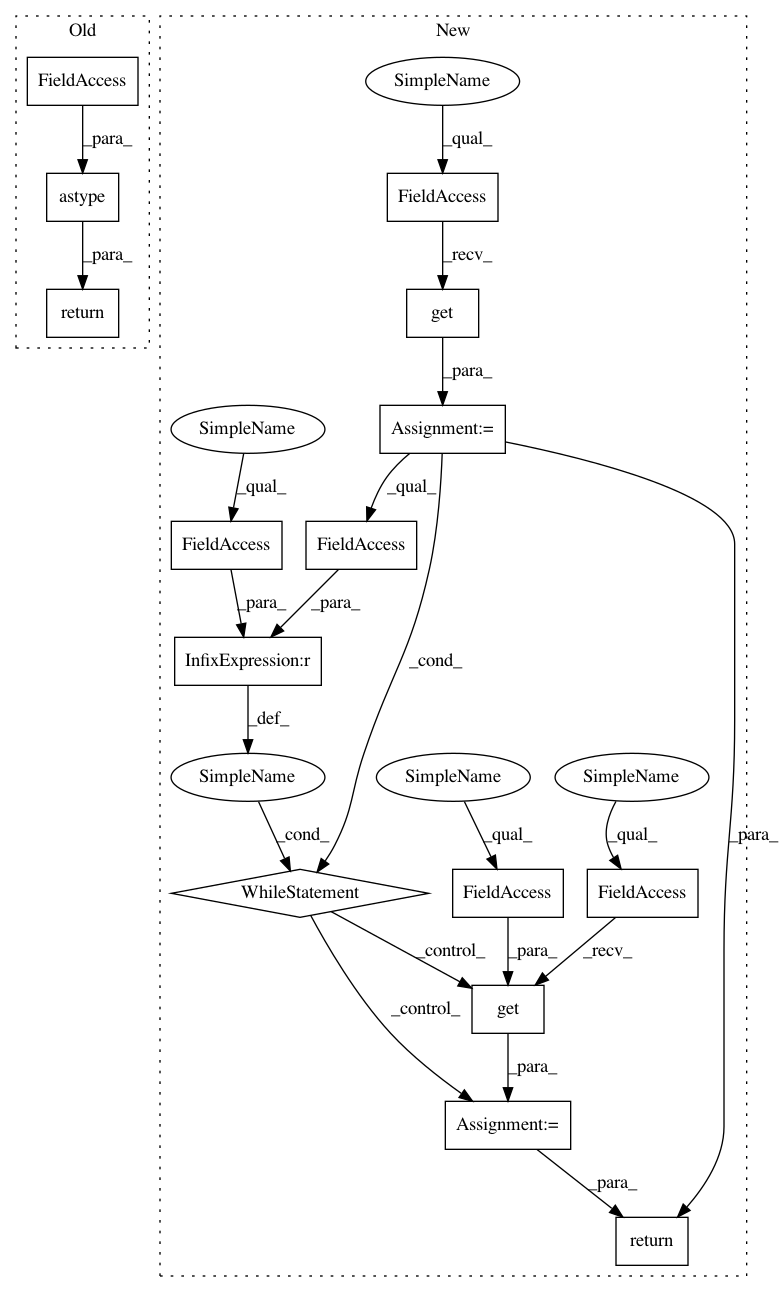 Old
New
FieldAccess
SimpleName
_para_
_qual_
astype
FieldAccess
_para_
_recv_
return
get
_para_
SimpleName
Assignment:=
_qual_
_qual_
FieldAccess
FieldAccess
_para_
_para_
InfixExpression:r
_cond_
_def_
SimpleName
SimpleName
SimpleName
_cond_
_qual_
_qual_
_para_
WhileStatement
FieldAccess
FieldAccess
_control_
_para_
_recv_
_control_
get
_para_
Assignment:=
_para_
return